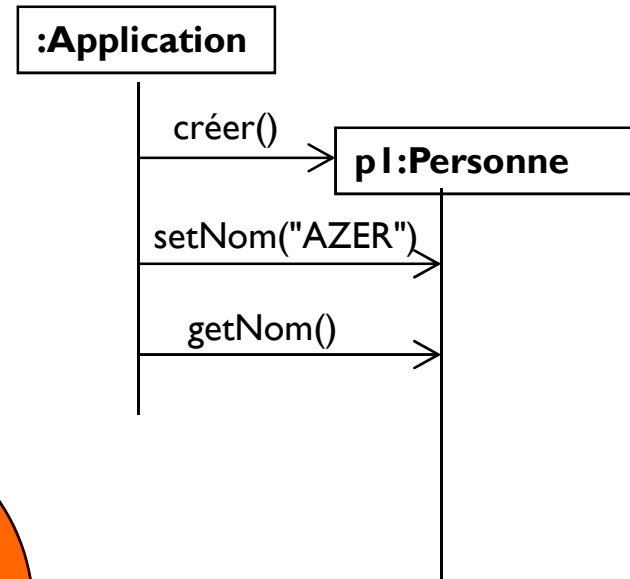 :Application
créer()
p1:Personne
setNom("AZER")
getNom()